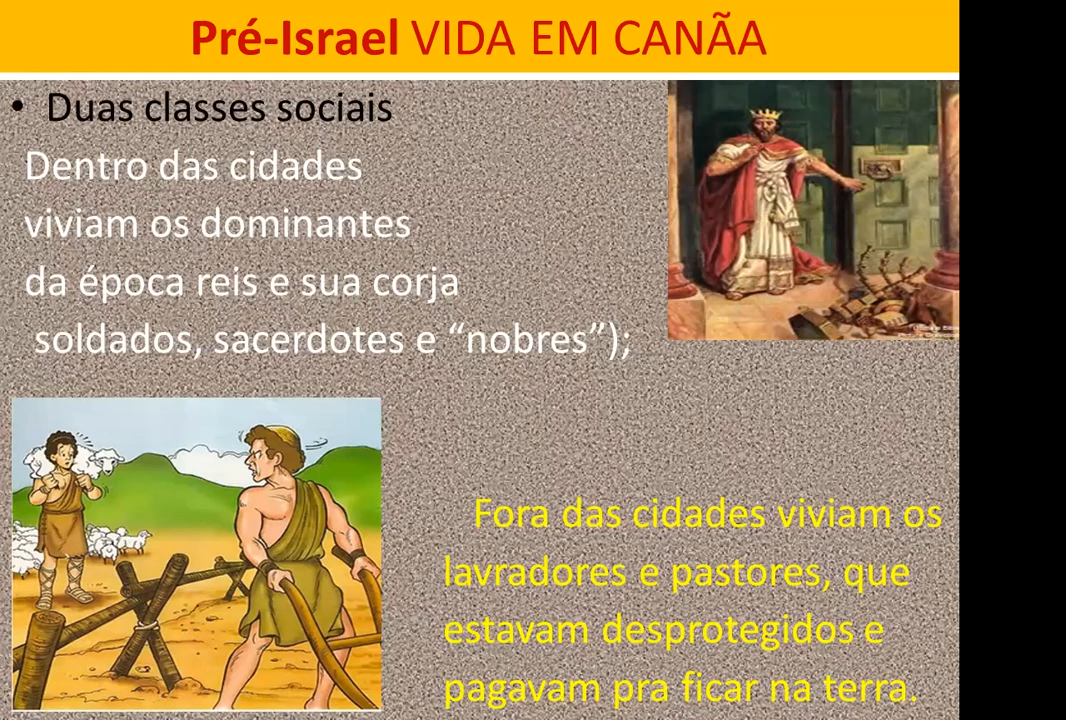 Pré-Israel VIDA EM CANÃA
• Duas classes sociais
Dentro das cidades
viviam os dominantes
da época reis e sua corja
soldados, sacerdotes e “nobres”);
Fora das cidades viviam os
lavradores e pastores, que
estavam desprotegidos e
pagavam pra ficar na terra.